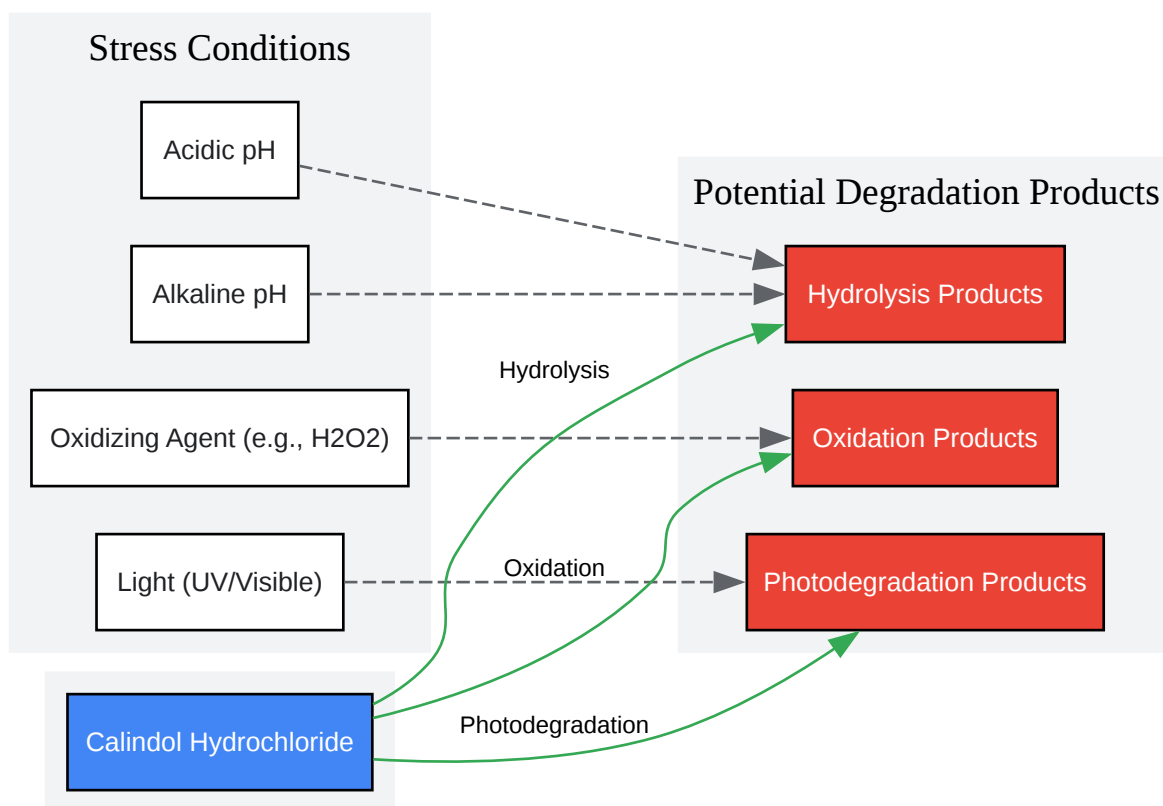 Stress Conditions
Acidic pH
Alkaline pH
Oxidizing Agent (e.g., H2O2)
Light (UV/Visible)
Calindol Hydrochloride
Hydrolysis
Oxidation
Photodegradation
Potential Degradation Products
Hydrolysis Products
Oxidation Products
Photodegradation Products